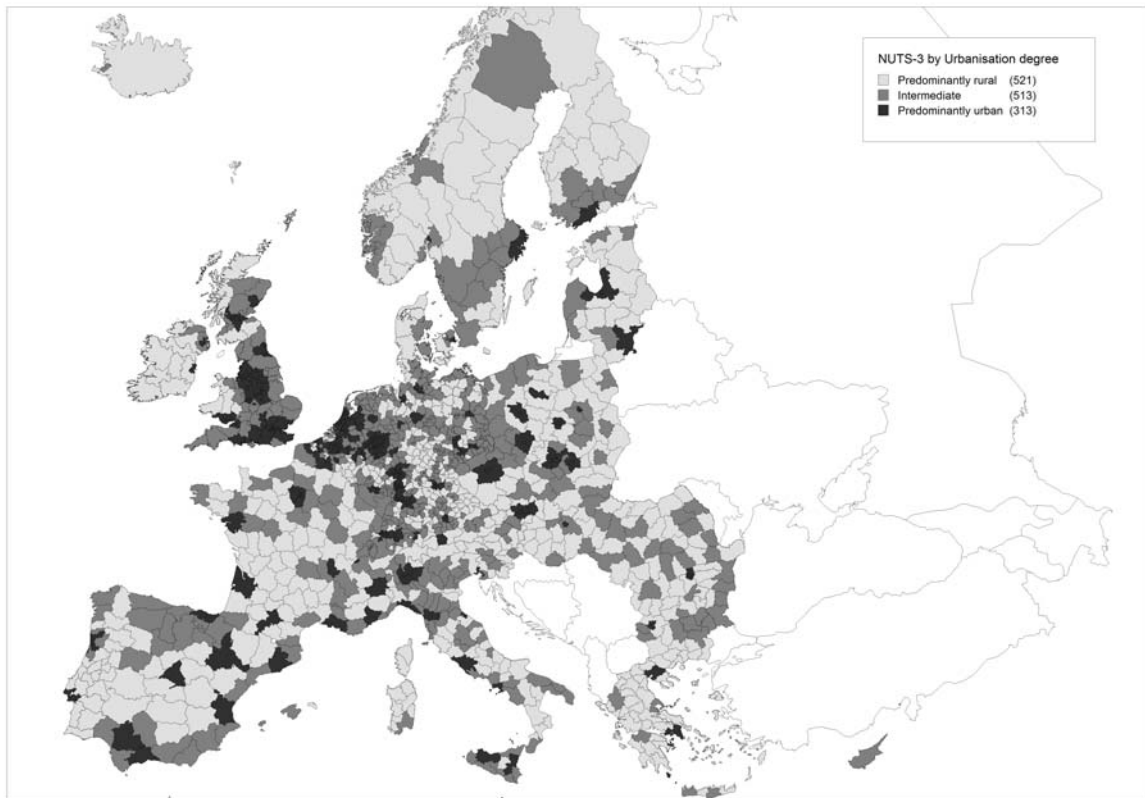 NUTS-3 by Urbanisation degree
Predominantly rural (521)
Intermediate (513)
Predominantly urban (313)